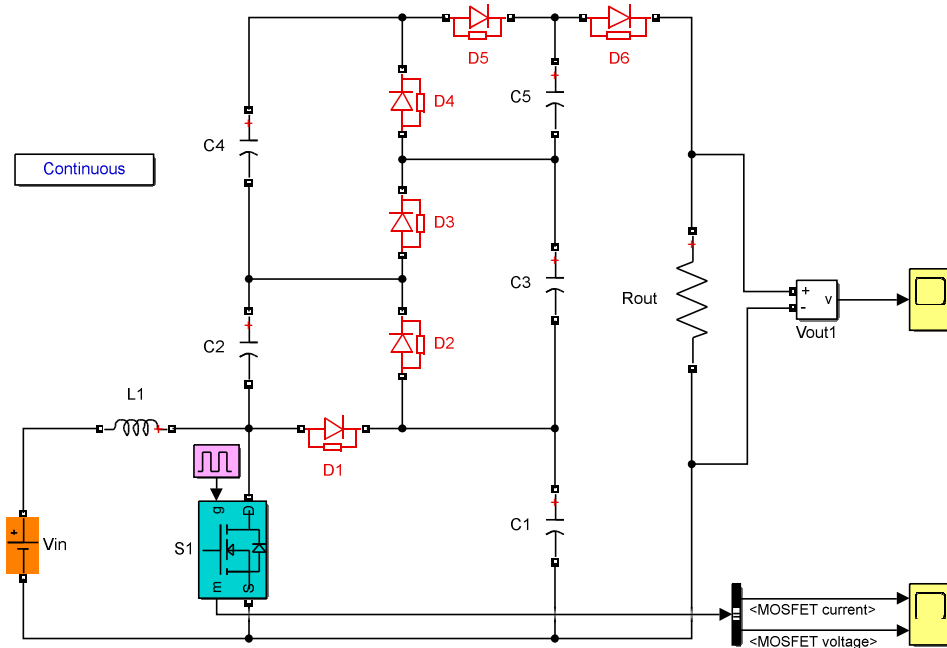 D5
D6
D4
C5
C4
Continuous
D3
C3
Rout
+
-
v
Vout1
C2
D2
L1
D1
g
D
C1
S1
Vin
m
S
<MOSFET current>
<MOSFET voltage>